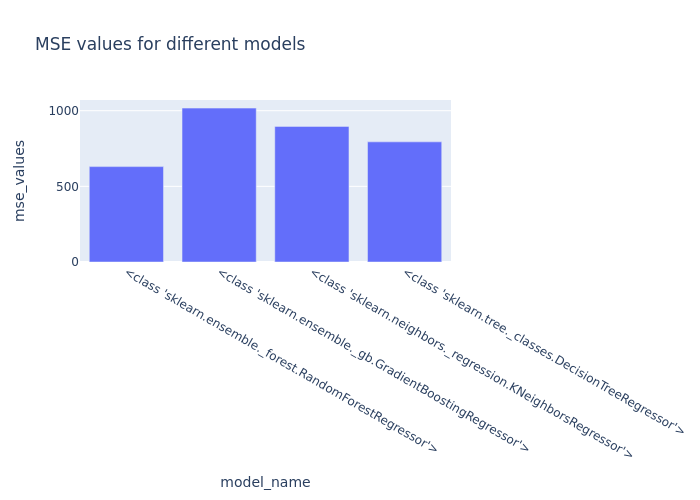 MSE values for different models
mse_values
1000
500
0
<class 'sklearn.ensemble._forest.RandomForestRegressor'>
<class 'sklearn.ensemble._gb.GradientBoostingRegressor'>
<class 'sklearn.neighbors._regression.KNeighborsRegressor'>
<class 'sklearn.tree._classes.DecisionTreeRegressor'>
model_name